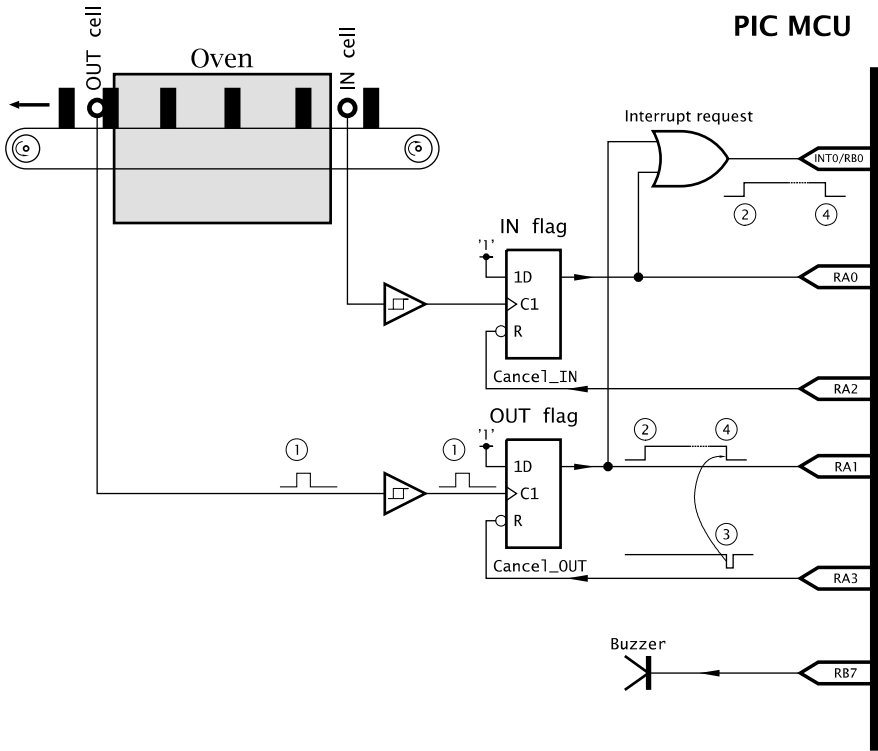 PIC MCU
OUT cell
IN cell
Oven
Interrupt request
INT0/RB0
2
4
IN flag
'1'
1D
C1
R
RA0
Cancel_IN
RA2
OUT flag
'1'
1
1
2
4
1D
C1
R
RA1
3
Cancel_OUT
RA3
Buzzer
RB7